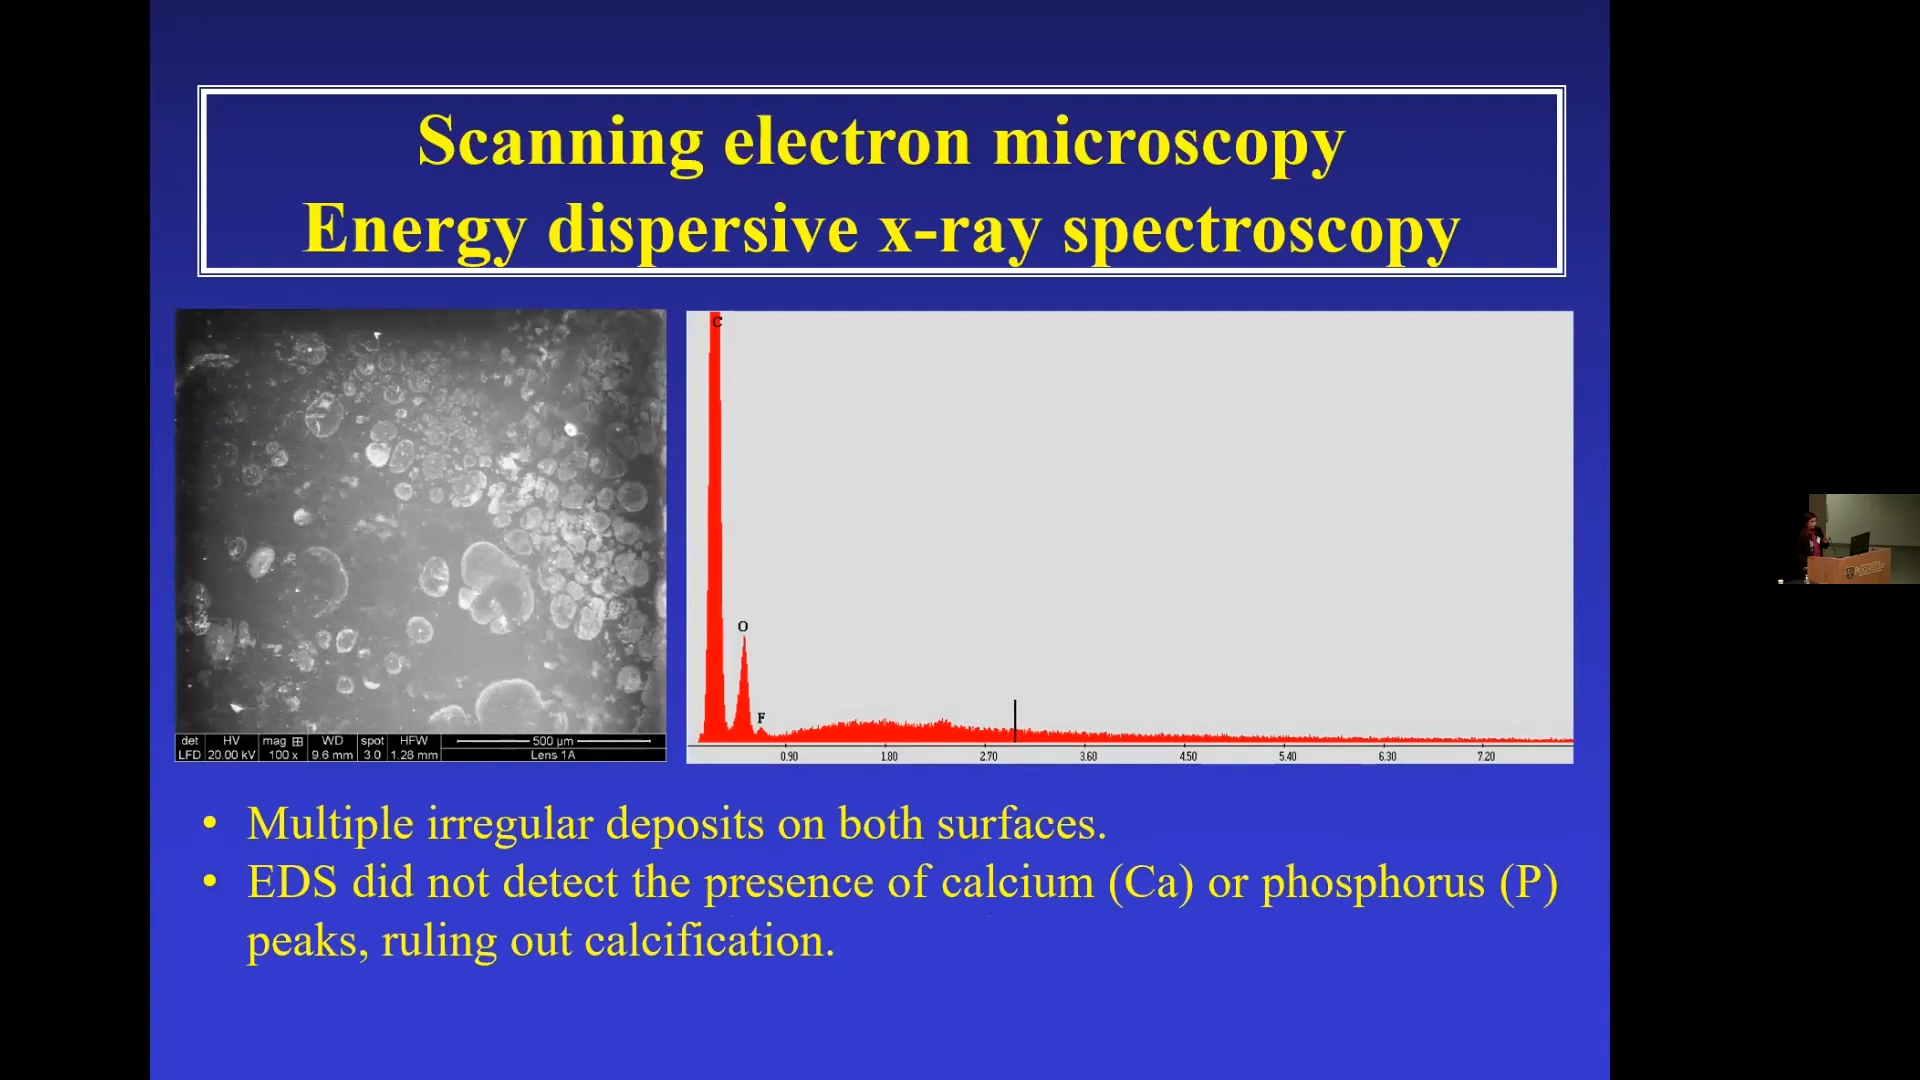 Scanning electron microscopy
Energy dispersive x-ray spectroscopy
C
O
F
0.90 1.80 2.70 3.60 4.50 5.40 6.30 7.20
det HV mag WD spot HFW 500 µm
LFD 20.00 kV 100 x 9.6 mm 3.0 1.28 mm Lens 1A
• Multiple irregular deposits on both surfaces.
• EDS did not detect the presence of calcium (Ca) or phosphorus (P)
peaks, ruling out calcification.